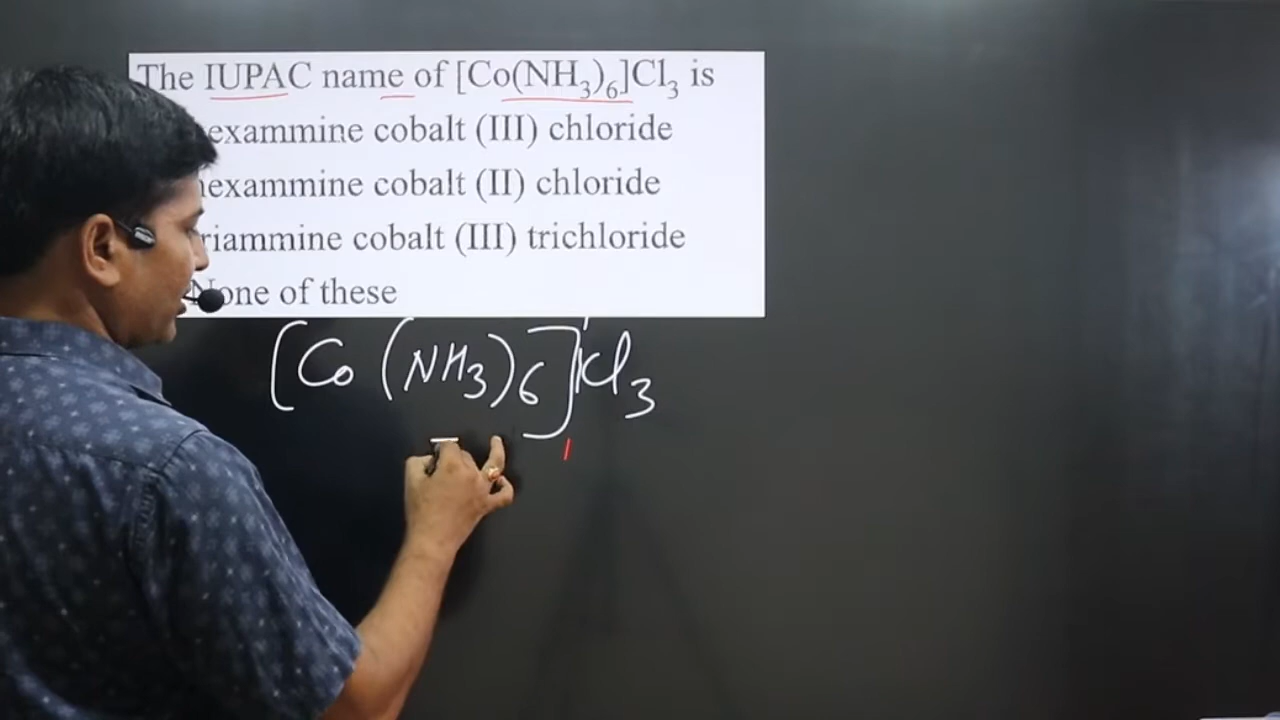 The IUPAC name of [Co(NH₃)₆]Cl₃ is
exammine cobalt (III) chloride
hexammine cobalt (II) chloride
riammine cobalt (III) trichloride
None of these
[Co(NH₃)₆]Cl₃